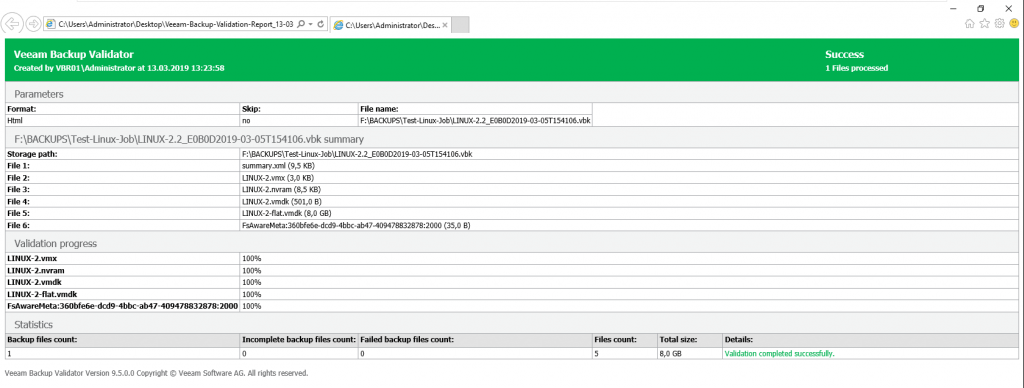 C:\Users\Administrator\Desktop\Veeam-Backup-Validation-Report_13-03
C:\Users\Administrator\Des...
Veeam Backup Validator Success
Created by VBR01\Administrator at 13.03.2019 13:23:58 1 Files processed
Parameters
Format: Skip: File name:
Html no F:\BACKUPS\Test-Linux-Job\LINUX-2.2_E0B0D2019-03-05T154106.vbk
F:\BACKUPS\Test-Linux-Job\LINUX-2.2_E0B0D2019-03-05T154106.vbk summary
Storage path: F:\BACKUPS\Test-Linux-Job\LINUX-2.2_E0B0D2019-03-05T154106.vbk
File 1: summary.xml (9,5 KB)
File 2: LINUX-2.vmx (3,0 KB)
File 3: LINUX-2.nvram (8,5 KB)
File 4: LINUX-2.vmdk (501,0 B)
File 5: LINUX-2-flat.vmdk (8,0 GB)
File 6: FsAwareMeta:360bfe6e-dcd9-4bbc-ab47-409478832878:2000 (35,0 B)
Validation progress
LINUX-2.vmx 100%
LINUX-2.nvram 100%
LINUX-2.vmdk 100%
LINUX-2-flat.vmdk 100%
FsAwareMeta:360bfe6e-dcd9-4bbc-ab47-409478832878:2000 100%
Statistics
Backup files count: Incomplete backup files count: Failed backup files count: Files count: Total size: Details:
1 0 0 5 8,0 GB Validation completed successfully.
Veeam Backup Validator Version 9.5.0.0 Copyright © Veeam Software AG. All rights reserved.